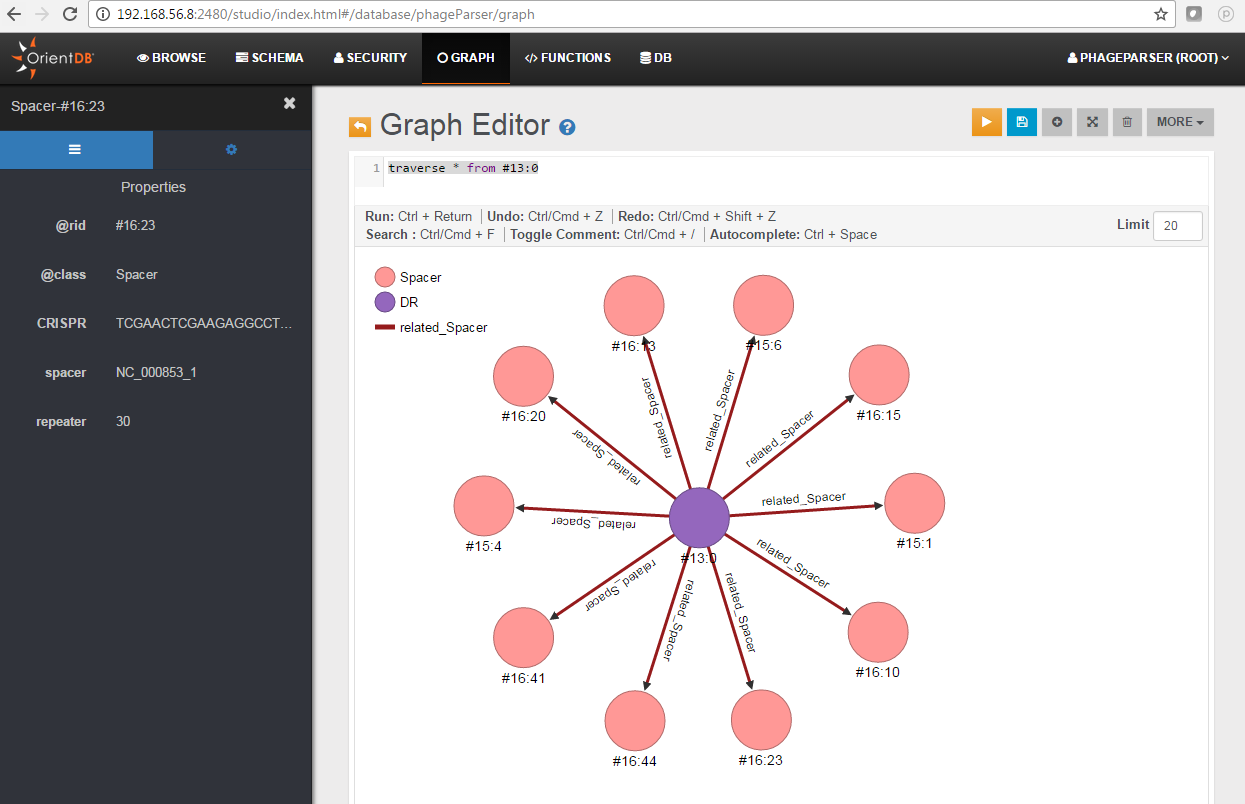 192.168.56.8:2480/studio/index.html#/database/phageParser/graph
OrientDB
BROWSE
SCHEMA
SECURITY
GRAPH
FUNCTIONS
DB
PHAGEPARSER (ROOT)
Spacer-#16:23
Properties
@rid #16:23
@class Spacer
CRISPR TCGAACTCGAAGAGGCCT...
spacer NC_000853_1
repeater 30
Graph Editor ?
MORE
1 traverse * from #13:0
Run: Ctrl + Return | Undo: Ctrl/Cmd + Z | Redo: Ctrl/Cmd + Shift + Z
Search : Ctrl/Cmd + F | Toggle Comment: Ctrl/Cmd + / | Autocomplete: Ctrl + Space
Limit 20
Spacer
DR
related_Spacer
#16:13
#15:6
#16:20
#16:15
#15:4
#15:1
#13:0
#16:41
#16:10
#16:44
#16:23
related_Spacer
related_Spacer
related_Spacer
related_Spacer
related_Spacer
related_Spacer
related_Spacer
related_Spacer
related_Spacer
related_Spacer